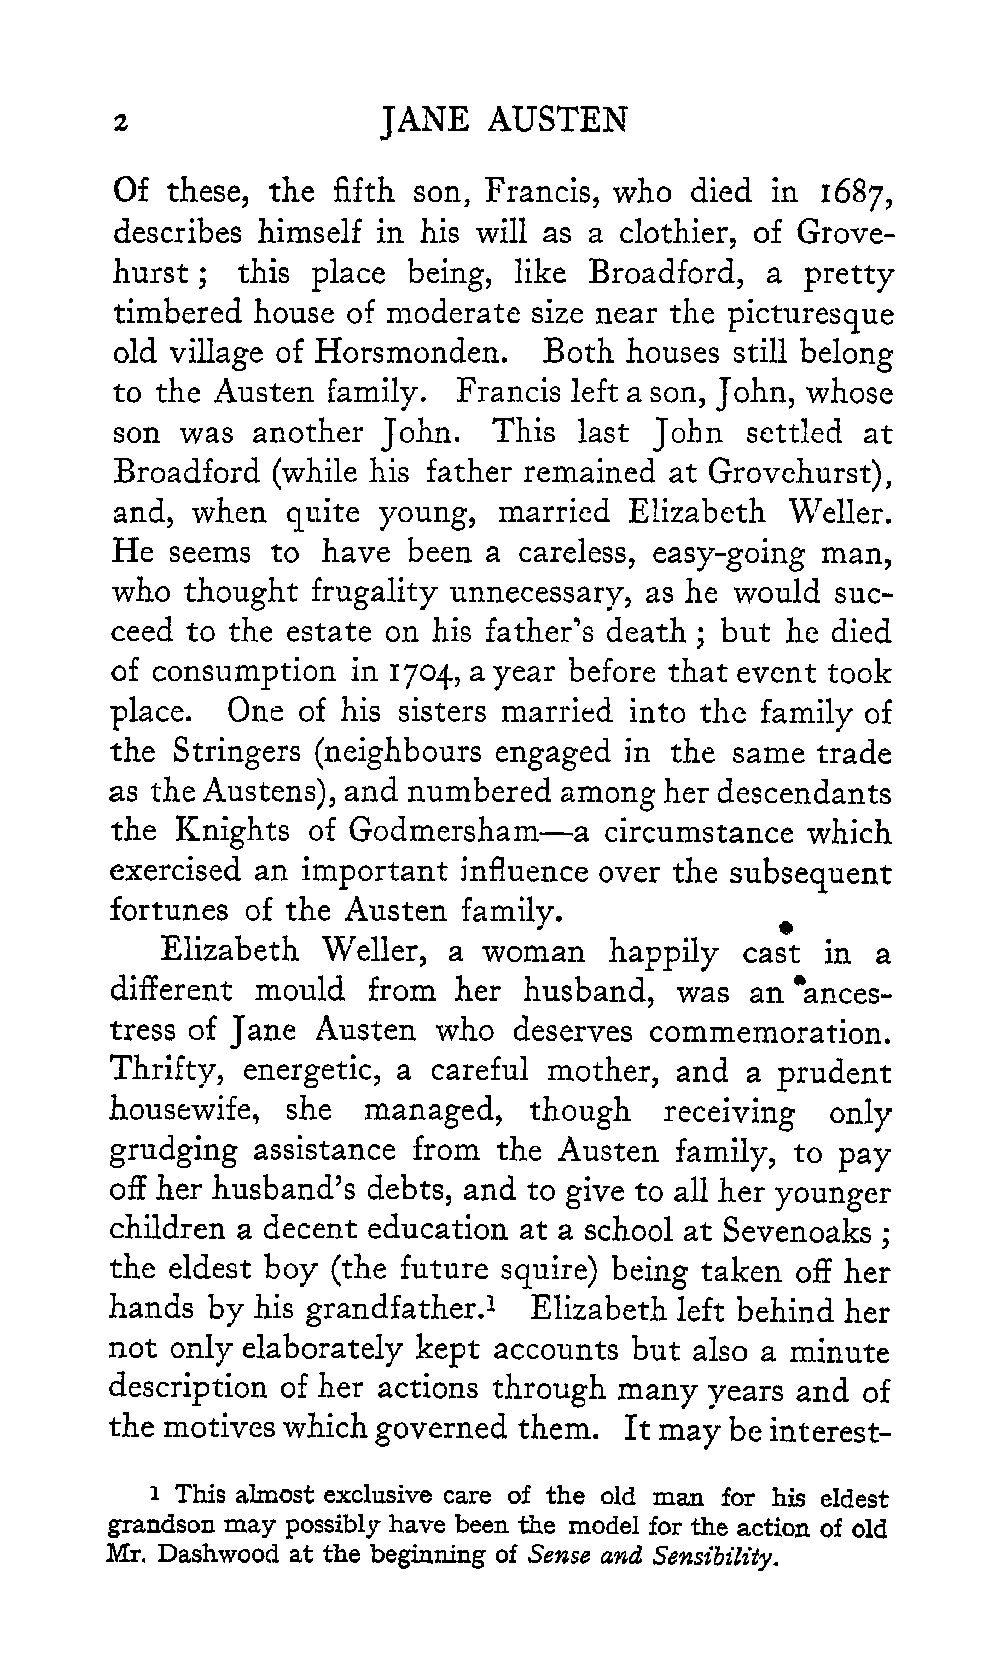 2 JANE AUSTEN
Of these, the fifth son, Francis, who died in 1687,
describes himself in his will as a clothier, of Grove-
hurst ; this place being, like Broadford, a pretty
timbered house of moderate size near the picturesque
old village of Horsmonden. Both houses still belong
to the Austen family. Francis left a son, John, whose
son was another John. This last John settled at
Broadford (while his father remained at Grovehurst),
and, when quite young, married Elizabeth Weller.
He seems to have been a careless, easy-going man,
who thought frugality unnecessary, as he would suc-
ceed to the estate on his father's death ; but he died
of consumption in 1704, a year before that event took
place. One of his sisters married into the family of
the Stringers (neighbours engaged in the same trade
as the Austens), and numbered among her descendants
the Knights of Godmersham—a circumstance which
exercised an important influence over the subsequent
fortunes of the Austen family.
Elizabeth Weller, a woman happily cast in a
different mould from her husband, was an ances-
tress of Jane Austen who deserves commemoration.
Thrifty, energetic, a careful mother, and a prudent
housewife, she managed, though receiving only
grudging assistance from the Austen family, to pay
off her husband's debts, and to give to all her younger
children a decent education at a school at Sevenoaks ;
the eldest boy (the future squire) being taken off her
hands by his grandfather.¹ Elizabeth left behind her
not only elaborately kept accounts but also a minute
description of her actions through many years and of
the motives which governed them. It may be interest-
1 This almost exclusive care of the old man for his eldest
grandson may possibly have been the model for the action of old
Mr. Dashwood at the beginning of Sense and Sensibility.